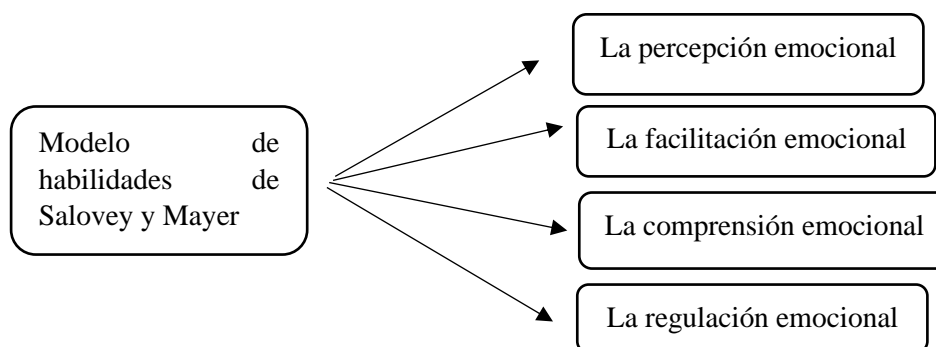 Modelo de
habilidades de
Salovey y Mayer
La percepción emocional
La facilitación emocional
La comprensión emocional
La regulación emocional